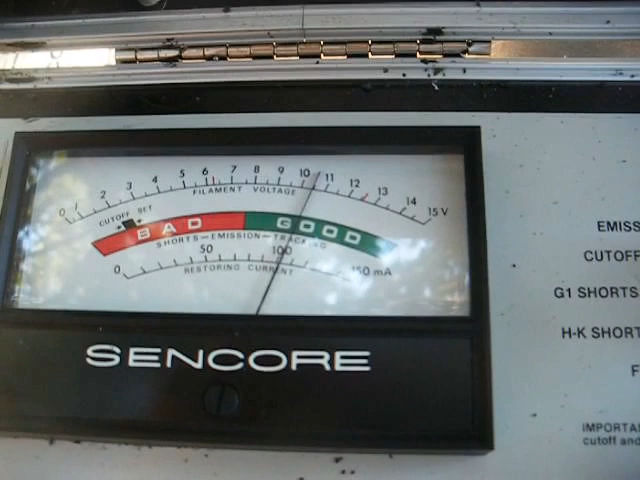 0 1 2 3 4 5 6 7 8 9 10 11 12 13 14 15 V
FILAMENT VOLTAGE
CUTOFF SET
BAD GOOD
SHORTS-EMISSION-TRACKING
0 50 100 150 mA
RESTORING CURRENT
SENCORE
EMISS
CUTOFF
G1 SHORTS
H-K SHORT
F
IMPORTA
cutoff and